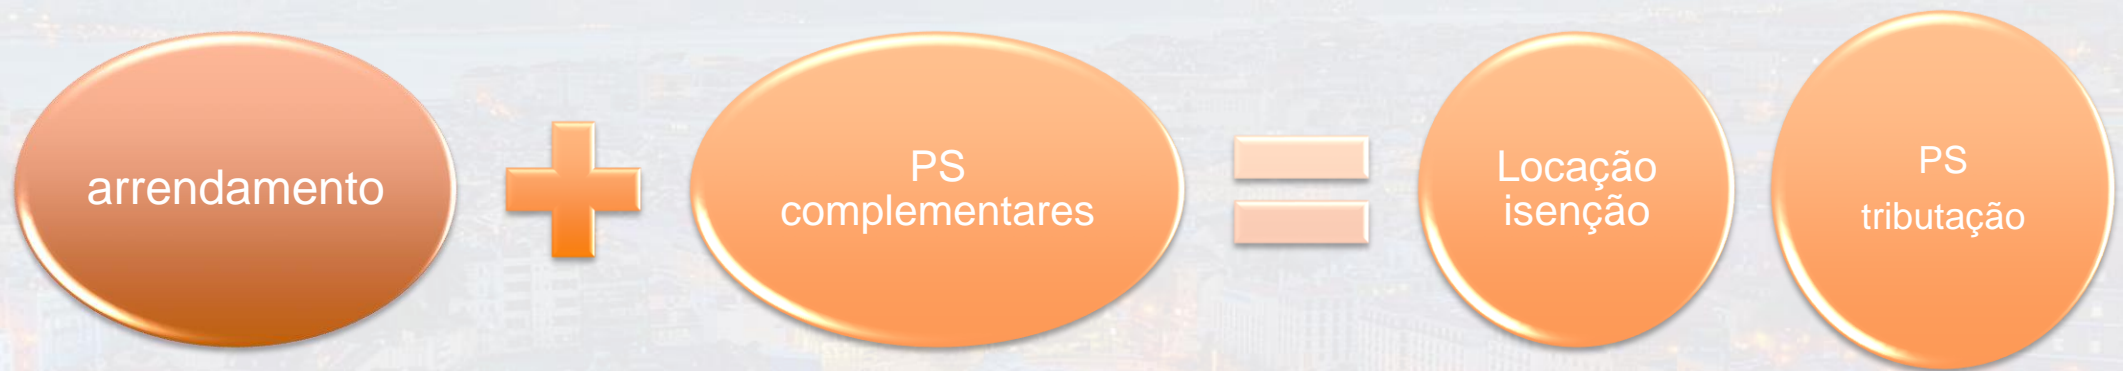 arrendamento
PS
complementares
Locação
isenção
PS
tributação